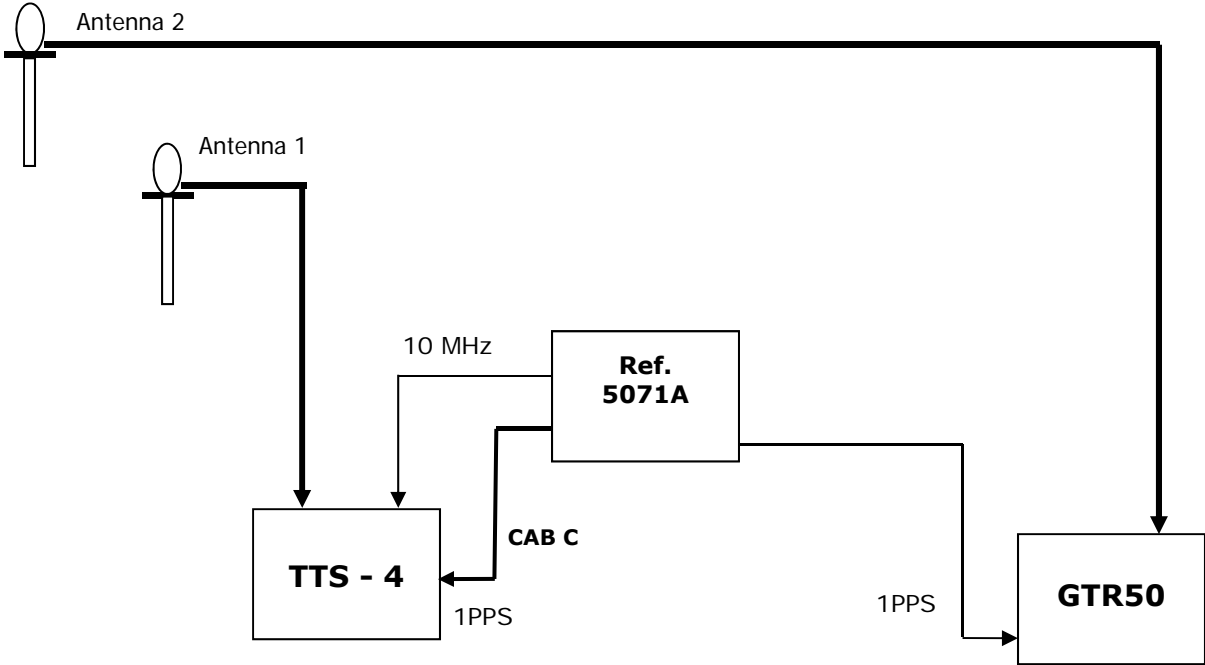 Antenna 2
Antenna 1
10 MHz
Ref.
5071A
CAB C
TTS - 4
1PPS
1PPS
GTR50